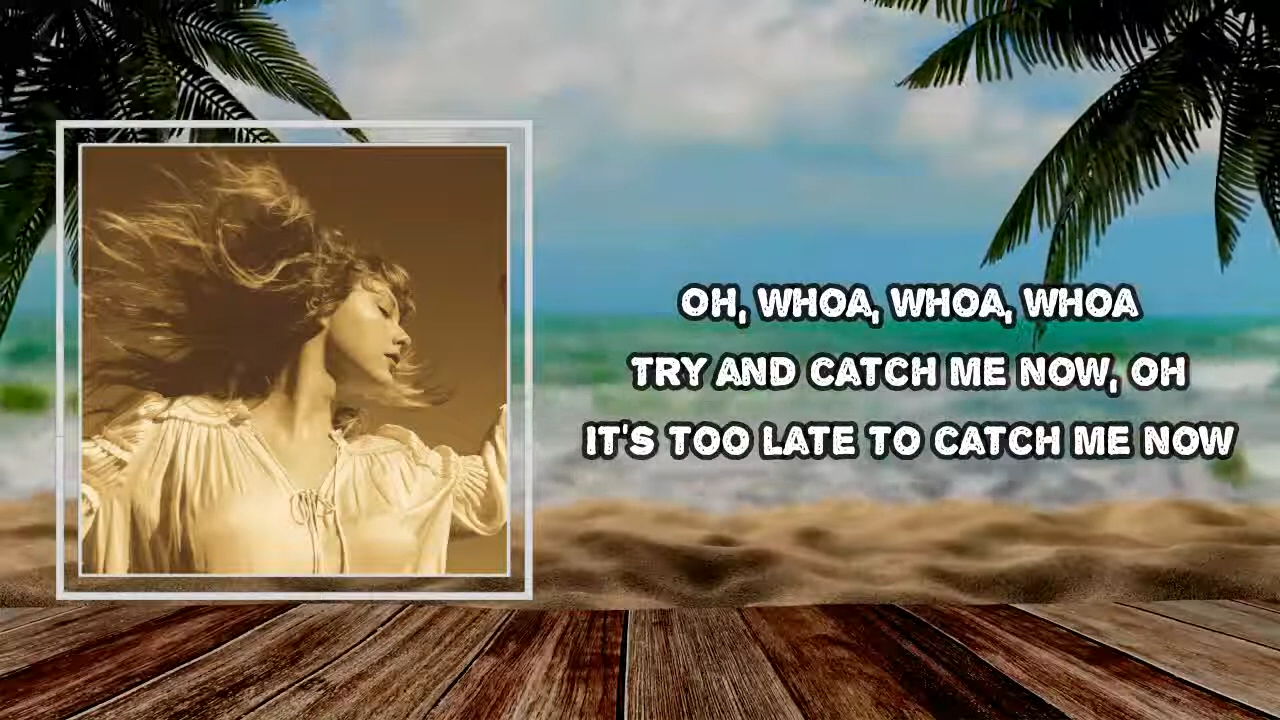 OH, WHOA, WHOA, WHOA
TRY AND CATCH ME NOW, OH
IT'S TOO LATE TO CATCH ME NOW